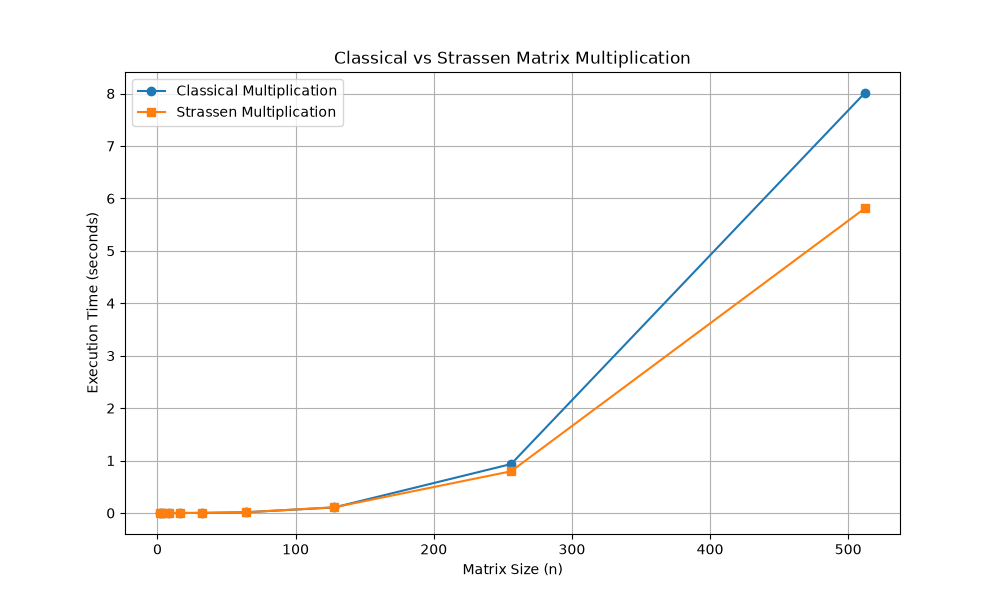 Classical vs Strassen Matrix Multiplication
Classical Multiplication
Strassen Multiplication
Execution Time (seconds)
8
7
6
5
4
3
2
1
0
0 100 200 300 400 500
Matrix Size (n)